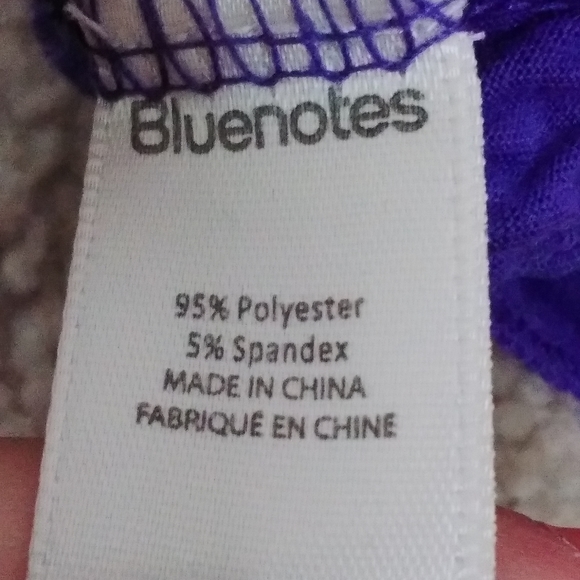 Bluenotes
95% Polyester
5% Spandex
MADE IN CHINA
FABRIQUÉ EN CHINE